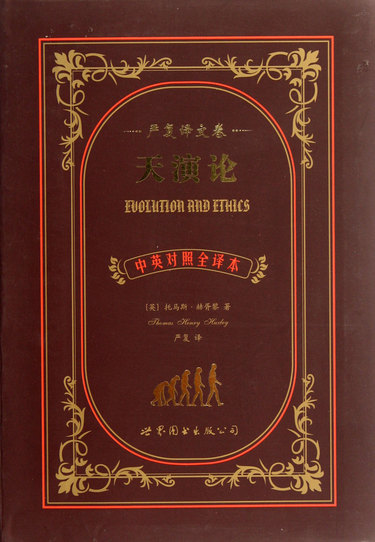 严复译文卷
天演论
EVOLUTION AND ETHICS
中英对照全译本
[英] 托马斯·赫胥黎 著
Thomas Henry Huxley
严复 译
世界图书出版公司